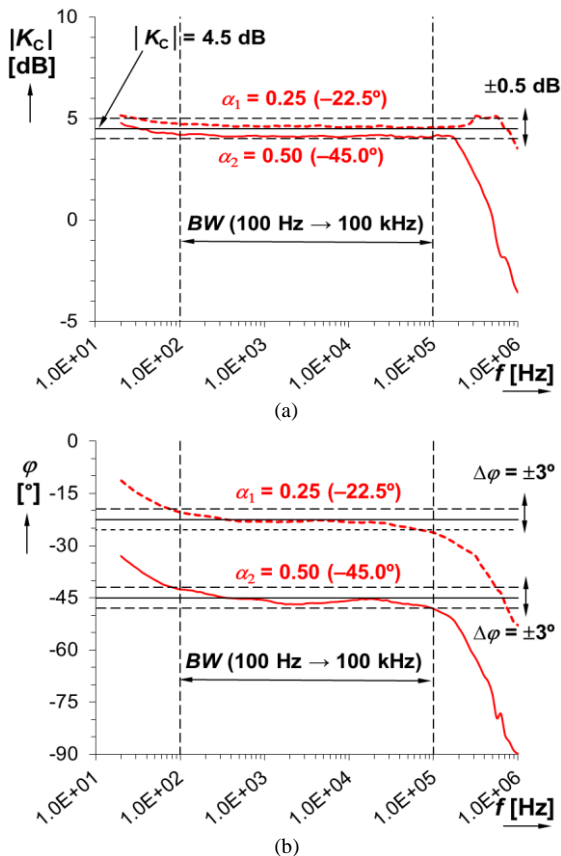 |K_C| [dB]
| K_C| = 4.5 dB
±0.5 dB
α1 = 0.25 (–22.5º)
α2 = 0.50 (–45.0º)
BW (100 Hz → 100 kHz)
10
5
0
-5
1.0E+01
1.0E+02
1.0E+03
1.0E+04
1.0E+05
1.0E+06
f [Hz]
(a)
φ [°]
Δφ = ±3º
α1 = 0.25 (–22.5º)
α2 = 0.50 (–45.0º)
Δφ = ±3º
BW (100 Hz → 100 kHz)
0
-15
-30
-45
-60
-75
-90
1.0E+01
1.0E+02
1.0E+03
1.0E+04
1.0E+05
1.0E+06
f [Hz]
(b)